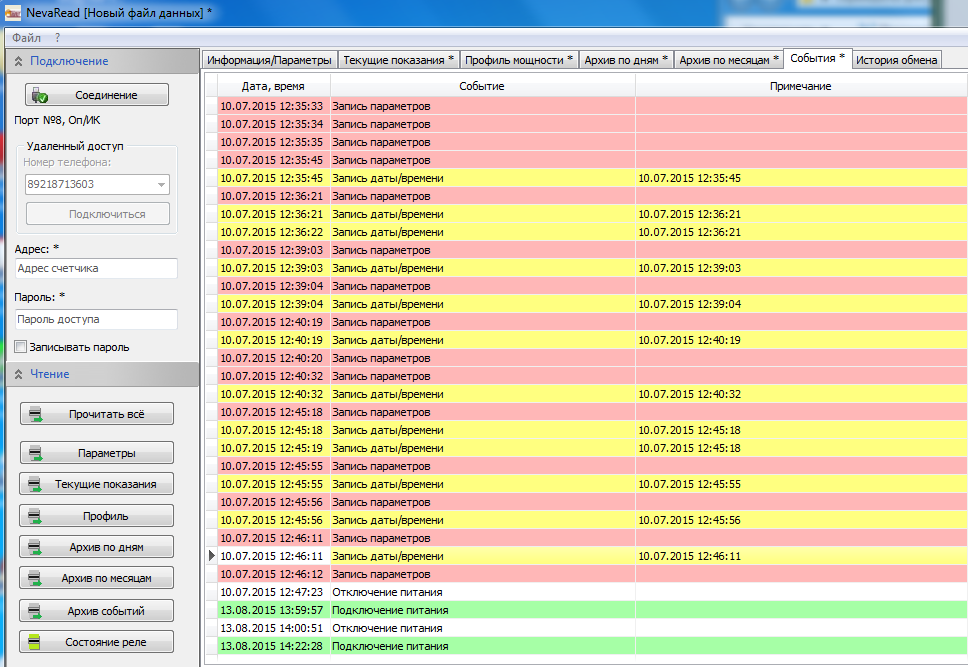 NevaRead [Новый файл данных] *
Файл ?
Подключение
Соединение
Порт №8, Оп/ИК
Удаленный доступ
Номер телефона:
89218713603
Подключиться
Адрес: *
Адрес счетчика
Пароль: *
Пароль доступа
Записывать пароль
Чтение
Прочитать всё
Параметры
Текущие показания
Профиль
Архив по дням
Архив по месяцам
Архив событий
Состояние реле
Информация/Параметры Текущие показания * Профиль мощности * Архив по дням * Архив по месяцам * События * История обмена
Дата, время Событие Примечание
10.07.2015 12:35:33 Запись параметров
10.07.2015 12:35:34 Запись параметров
10.07.2015 12:35:35 Запись параметров
10.07.2015 12:35:45 Запись параметров
10.07.2015 12:35:45 Запись даты/времени 10.07.2015 12:35:45
10.07.2015 12:36:21 Запись параметров
10.07.2015 12:36:21 Запись даты/времени 10.07.2015 12:36:21
10.07.2015 12:36:22 Запись даты/времени 10.07.2015 12:36:21
10.07.2015 12:39:03 Запись параметров
10.07.2015 12:39:03 Запись даты/времени 10.07.2015 12:39:03
10.07.2015 12:39:04 Запись параметров
10.07.2015 12:39:04 Запись даты/времени 10.07.2015 12:39:04
10.07.2015 12:40:19 Запись параметров
10.07.2015 12:40:19 Запись даты/времени 10.07.2015 12:40:19
10.07.2015 12:40:20 Запись параметров
10.07.2015 12:40:32 Запись параметров
10.07.2015 12:40:32 Запись даты/времени 10.07.2015 12:40:32
10.07.2015 12:45:18 Запись параметров
10.07.2015 12:45:18 Запись даты/времени 10.07.2015 12:45:18
10.07.2015 12:45:19 Запись даты/времени 10.07.2015 12:45:18
10.07.2015 12:45:55 Запись параметров
10.07.2015 12:45:55 Запись даты/времени 10.07.2015 12:45:55
10.07.2015 12:45:56 Запись параметров
10.07.2015 12:45:56 Запись даты/времени 10.07.2015 12:45:56
10.07.2015 12:46:11 Запись параметров
10.07.2015 12:46:11 Запись даты/времени 10.07.2015 12:46:11
10.07.2015 12:46:12 Запись параметров
10.07.2015 12:47:23 Отключение питания
13.08.2015 13:59:57 Подключение питания
13.08.2015 14:00:51 Отключение питания
13.08.2015 14:22:28 Подключение питания